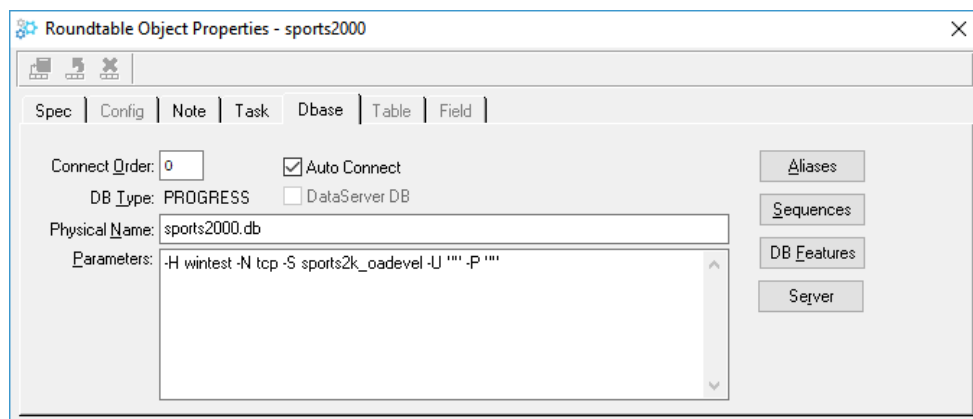 Roundtable Object Properties - sports2000
Spec Config Note Task Dbase Table Field
Connect Order: 0 Auto Connect Aliases
DB Type: PROGRESS DataServer DB
Sequences
Physical Name: sports2000.db
Parameters: -H wintest -N tcp -S sports2k_oadevel -U "" -P "" DB Features
Server